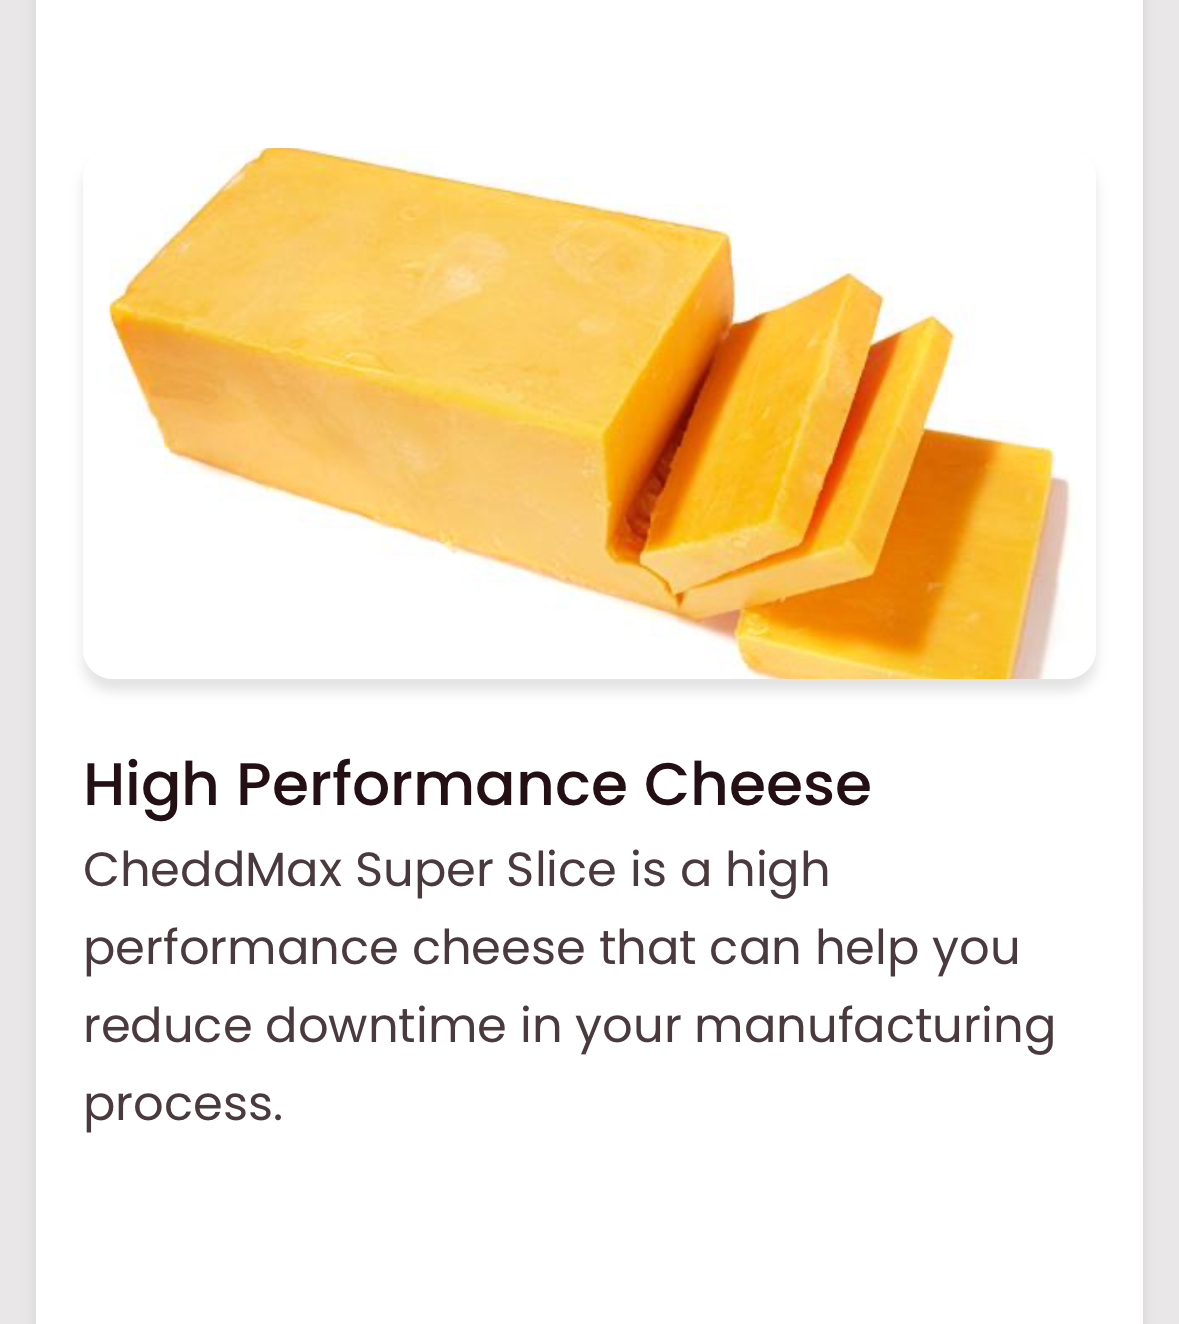 High Performance Cheese
CheddMax Super Slice is a high
performance cheese that can help you
reduce downtime in your manufacturing
process.